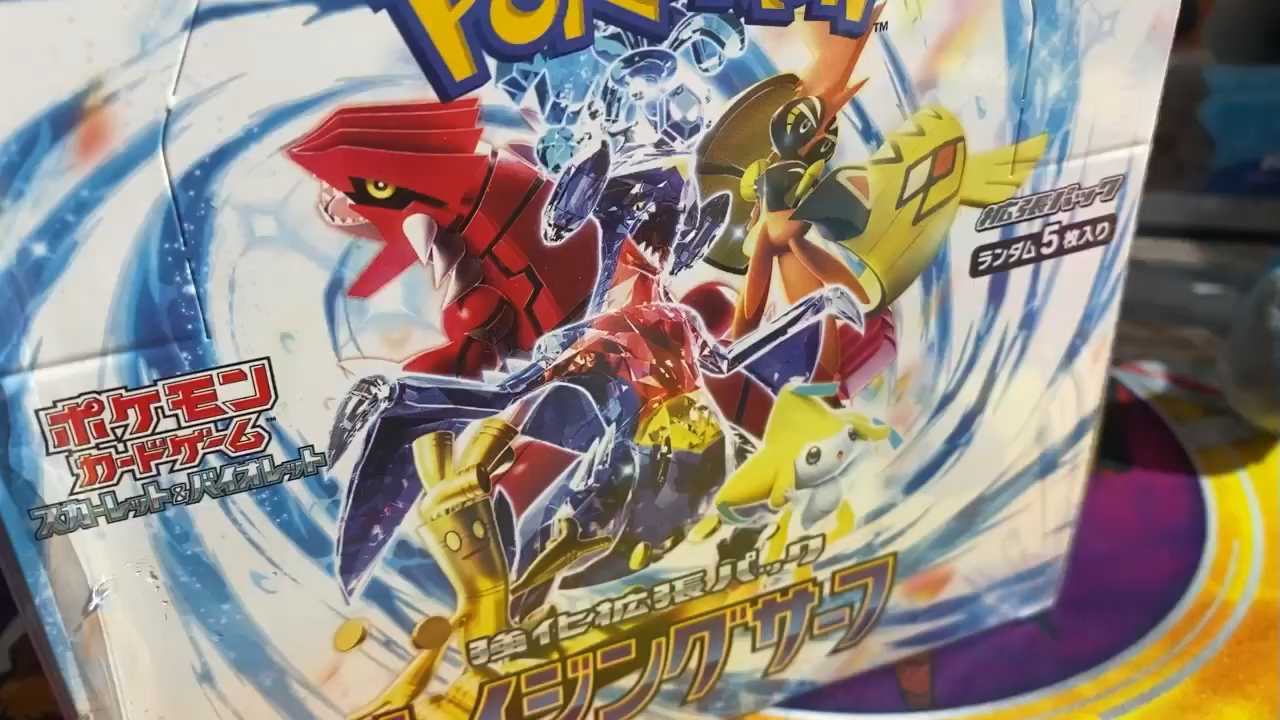 POKÉMON
TM
拡張パック
ランダム5枚入り
ポケモン
カードゲーム
スカーレット&バイオレット
強化拡張パック
イジングサーフ